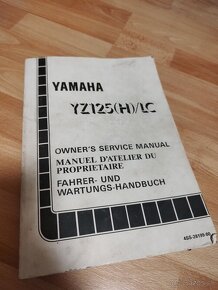 YAMAHA
YZ125(H)/LC
OWNER'S SERVICE MANUAL
MANUEL D'ATELIER DU
PROPRIETAIRE
FAHRER- UND
WARTUNGS-HANDBUCH